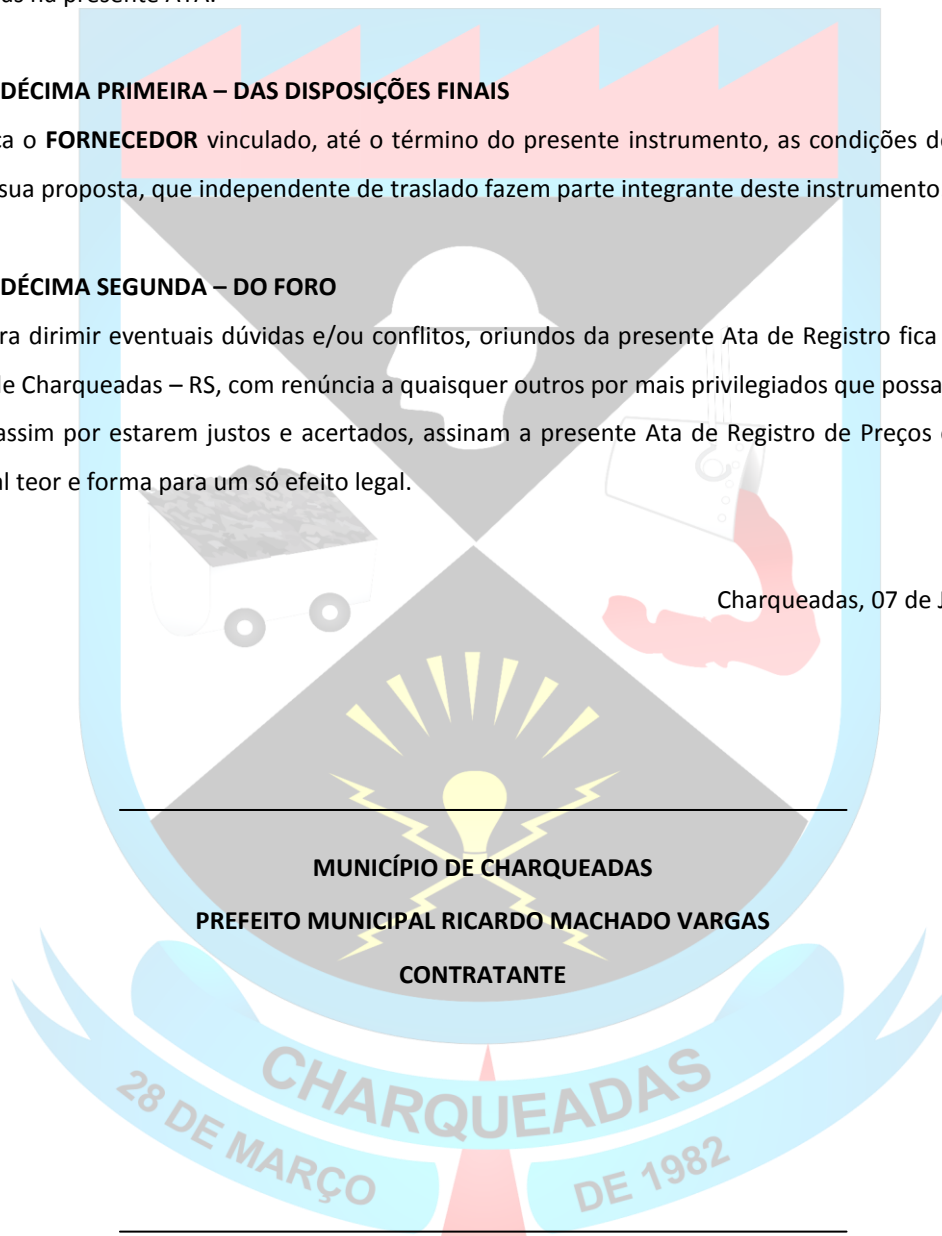 na presente ATA.
DÉCIMA PRIMEIRA – DAS DISPOSIÇÕES FINAIS
o FORNECEDOR vinculado, até o término do presente instrumento, as condições
sua proposta, que independente de traslado fazem parte integrante deste instrumento
DÉCIMA SEGUNDA – DO FORO
dirimir eventuais dúvidas e/ou conflitos, oriundos da presente Ata de Registro fica
de Charqueadas – RS, com renúncia a quaisquer outros por mais privilegiados que
assim por estarem justos e acertados, assinam a presente Ata de Registro de Preços
teor e forma para um só efeito legal.
Charqueadas, 07 de
MUNICÍPIO DE CHARQUEADAS
PREFEITO MUNICIPAL RICARDO MACHADO VARGAS
CONTRATANTE
CHARQUEADAS
28 DE MARÇO DE 1982